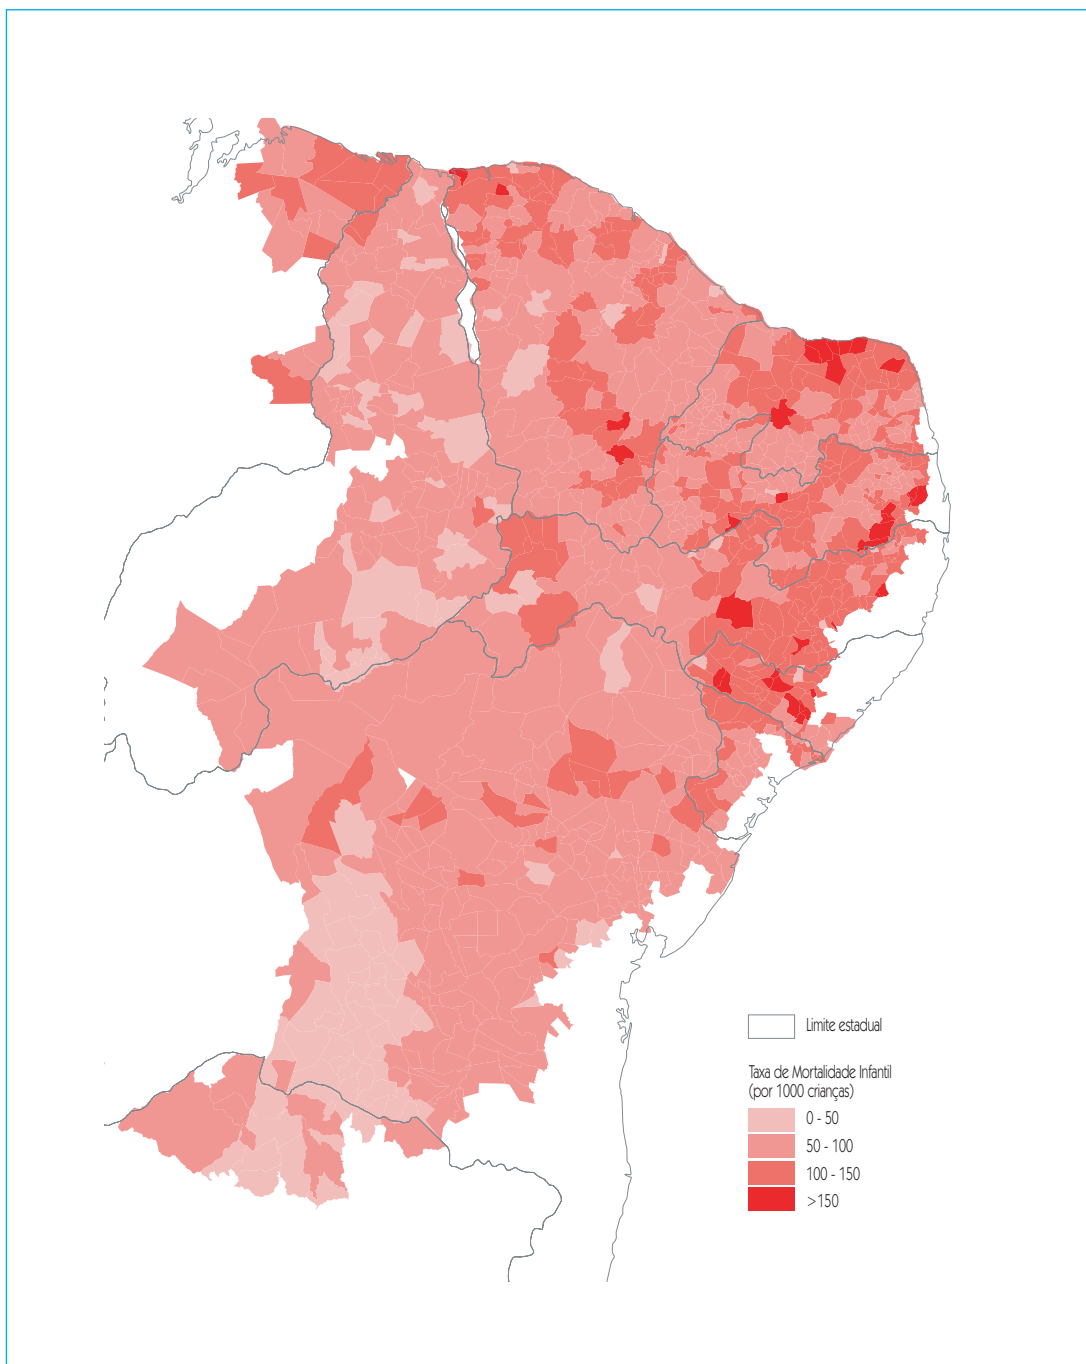 Limite estadual
Taxa de Mortalidade Infantil
(por 1000 crianças)
0 - 50
50 - 100
100 - 150
>150